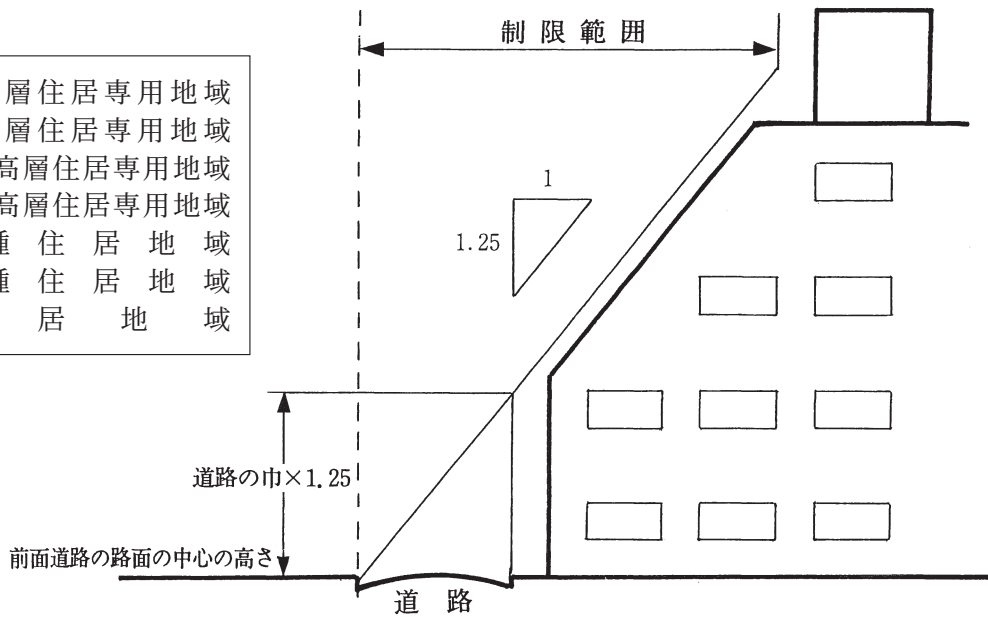 制限範囲
層住居専用地域
層住居専用地域
高層住居専用地域
高層住居専用地域
種住居地域
種住居地域
居地域
1
1.25
道路の巾×1.25
前面道路の路面の中心の高さ
道路